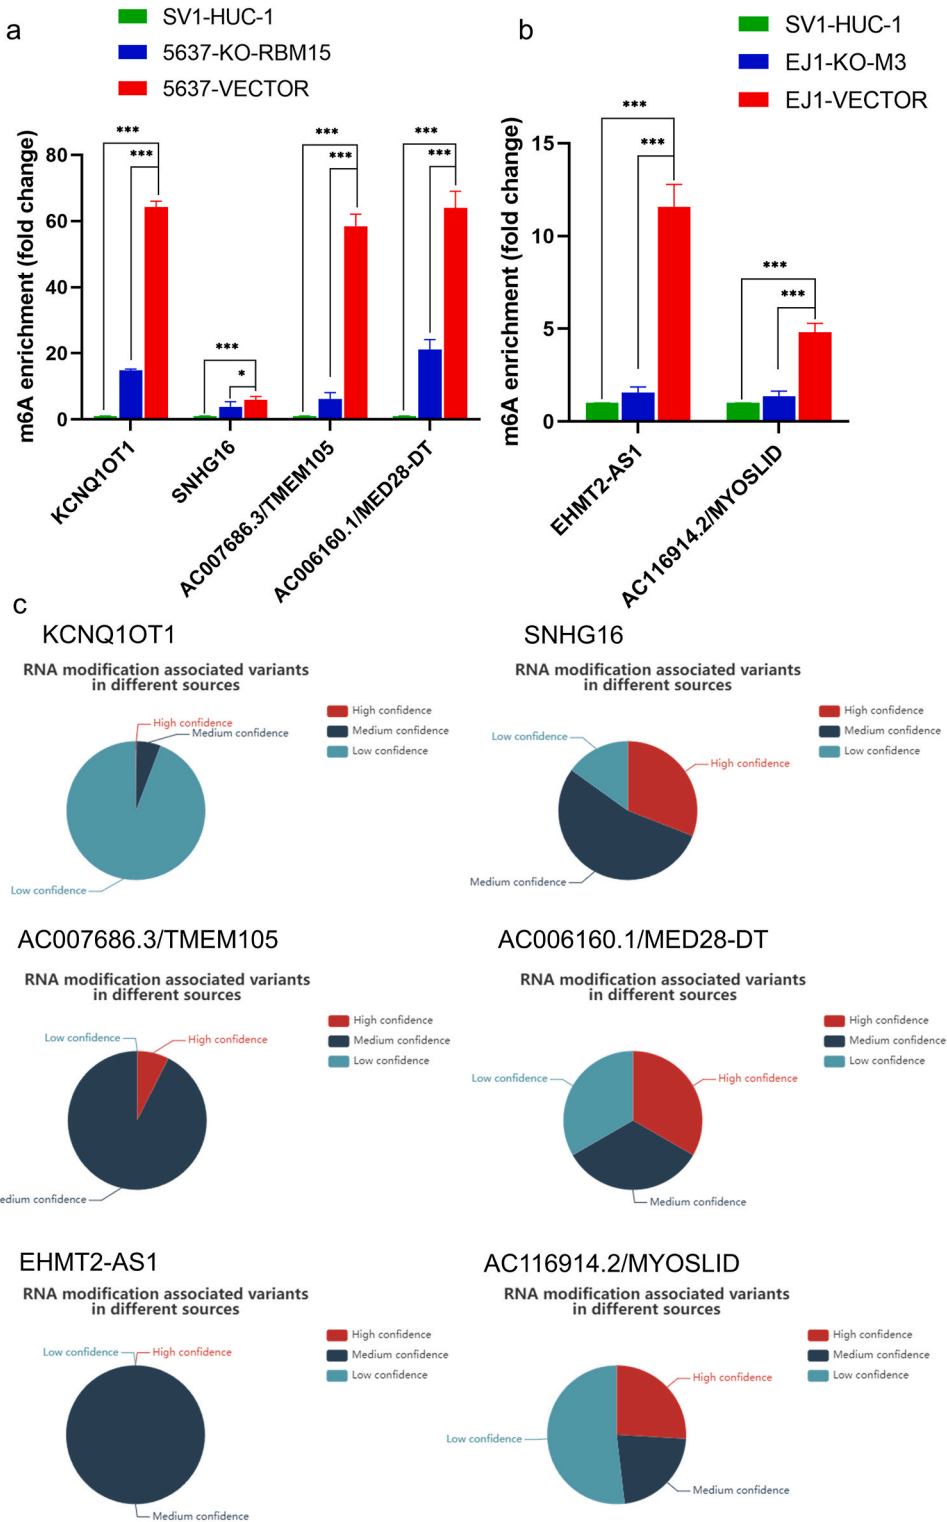 a
SV1-HUC-1
5637-KO-RBM15
5637-VECTOR
m6A enrichment (fold change)
80
60
40
20
0
***
***
***
*
***
***
***
***
KCNQ1OT1
SNHG16
AC007686.3/TMEM105
AC006160.1/MED28-DT
b
SV1-HUC-1
EJ1-KO-M3
EJ1-VECTOR
m6A enrichment (fold change)
15
10
5
0
***
***
***
***
EHMT2-AS1
AC116914.2/MYOSLID
c
KCNQ1OT1
RNA modification associated variants
in different sources
High confidence
Medium confidence
Low confidence
High confidence
Medium confidence
Low confidence
SNHG16
RNA modification associated variants
in different sources
High confidence
Medium confidence
Low confidence
Low confidence
High confidence
Medium confidence
AC007686.3/TMEM105
RNA modification associated variants
in different sources
High confidence
Medium confidence
Low confidence
Low confidence
High confidence
edium confidence
AC006160.1/MED28-DT
RNA modification associated variants
in different sources
High confidence
Medium confidence
Low confidence
Low confidence
High confidence
Medium confidence
EHMT2-AS1
RNA modification associated variants
in different sources
High confidence
Medium confidence
Low confidence
Low confidence
High confidence
Medium confidence
AC116914.2/MYOSLID
RNA modification associated variants
in different sources
High confidence
Medium confidence
Low confidence
High confidence
Low confidence
Medium confidence